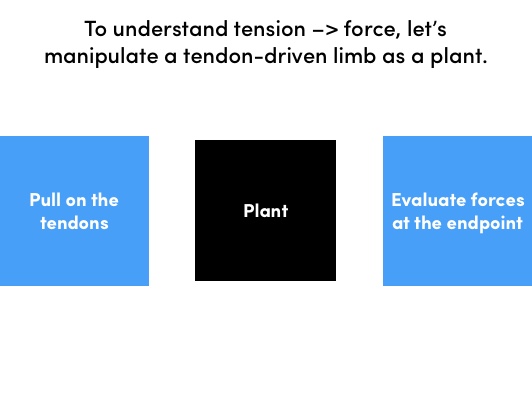 To understand tension –> force, let’s
manipulate a tendon-driven limb as a plant.
Pull on the
tendons
Plant
Evaluate forces
at the endpoint